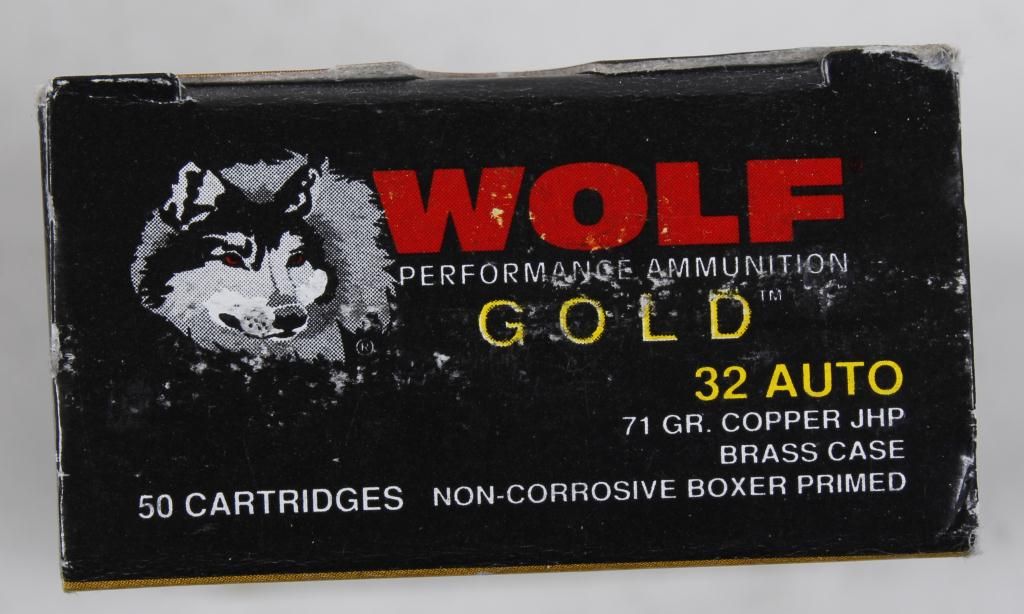 WOLF
PERFORMANCE AMMUNITION
GOLD™
®
32 AUTO
71 GR. COPPER JHP
BRASS CASE
50 CARTRIDGES NON-CORROSIVE BOXER PRIMED